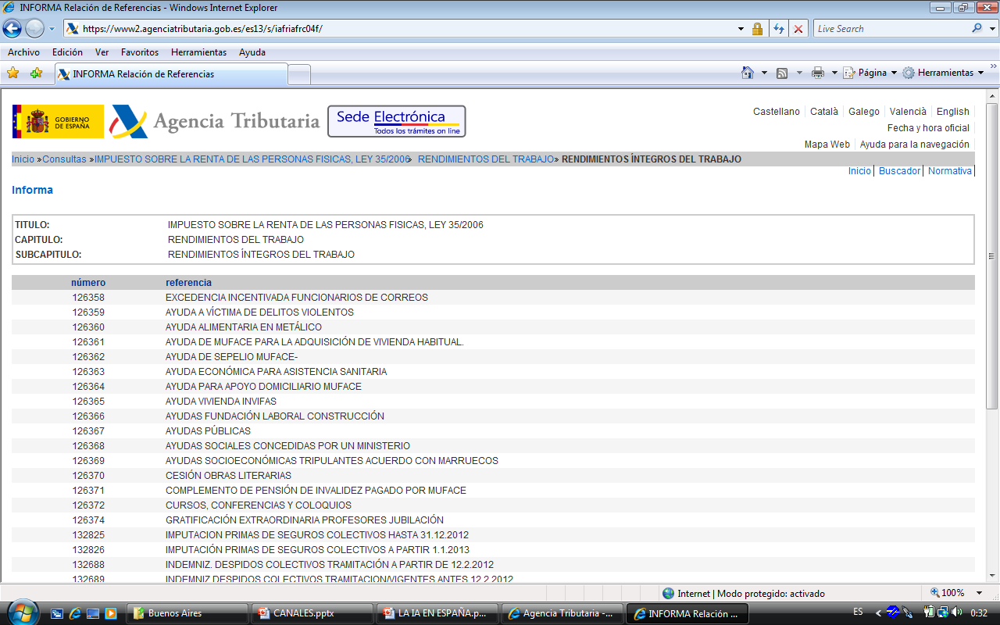 INFORMA Relación de Referencias - Windows Internet Explorer
https://www2.agenciatributaria.gob.es/es13/s/iafriafrc04f/
Live Search
Archivo Edición Ver Favoritos Herramientas Ayuda
INFORMA Relación de Referencias
Página Herramientas
GOBIERNO DE ESPAÑA
Agencia Tributaria
Sede Electrónica
Todos los trámites on line
Castellano Català Galego Valencià English
Fecha y hora oficial
Mapa Web Ayuda para la navegación
Inicio »Consultas »IMPUESTO SOBRE LA RENTA DE LAS PERSONAS FISICAS, LEY 35/2006» RENDIMIENTOS DEL TRABAJO» RENDIMIENTOS ÍNTEGROS DEL TRABAJO
Inicio Buscador Normativa
Informa
TITULO: IMPUESTO SOBRE LA RENTA DE LAS PERSONAS FISICAS, LEY 35/2006
CAPITULO: RENDIMIENTOS DEL TRABAJO
SUBCAPITULO: RENDIMIENTOS ÍNTEGROS DEL TRABAJO
número referencia
126358 EXCEDENCIA INCENTIVADA FUNCIONARIOS DE CORREOS
126359 AYUDA A VÍCTIMA DE DELITOS VIOLENTOS
126360 AYUDA ALIMENTARIA EN METÁLICO
126361 AYUDA DE MUFACE PARA LA ADQUISICIÓN DE VIVIENDA HABITUAL.
126362 AYUDA DE SEPELIO MUFACE-
126363 AYUDA ECONÓMICA PARA ASISTENCIA SANITARIA
126364 AYUDA PARA APOYO DOMICILIARIO MUFACE
126365 AYUDA VIVIENDA INVIFAS
126366 AYUDAS FUNDACIÓN LABORAL CONSTRUCCIÓN
126367 AYUDAS PÚBLICAS
126368 AYUDAS SOCIALES CONCEDIDAS POR UN MINISTERIO
126369 AYUDAS SOCIOECONÓMICAS TRIPULANTES ACUERDO CON MARRUECOS
126370 CESIÓN OBRAS LITERARIAS
126371 COMPLEMENTO DE PENSIÓN DE INVALIDEZ PAGADO POR MUFACE
126372 CURSOS, CONFERENCIAS Y COLOQUIOS
126374 GRATIFICACIÓN EXTRAORDINARIA PROFESORES JUBILACIÓN
132825 IMPUTACION PRIMAS DE SEGUROS COLECTIVOS HASTA 31.12.2012
132826 IMPUTACIÓN PRIMAS DE SEGUROS COLECTIVOS A PARTIR 1.1.2013
132688 INDEMNIZ. DESPIDOS COLECTIVOS TRAMITACIÓN A PARTIR DE 12.2.2012
132689 INDEMNIZ.DESPIDOS COLECTIVOS TRAMITACION/VIGENTES ANTES 12.2.2012
Internet | Modo protegido: activado 100%
Buenos Aires CANALES.pptx LA IA EN ESPAÑA.p... Agencia Tributaria -... INFORMA Relación ... ES 0:32